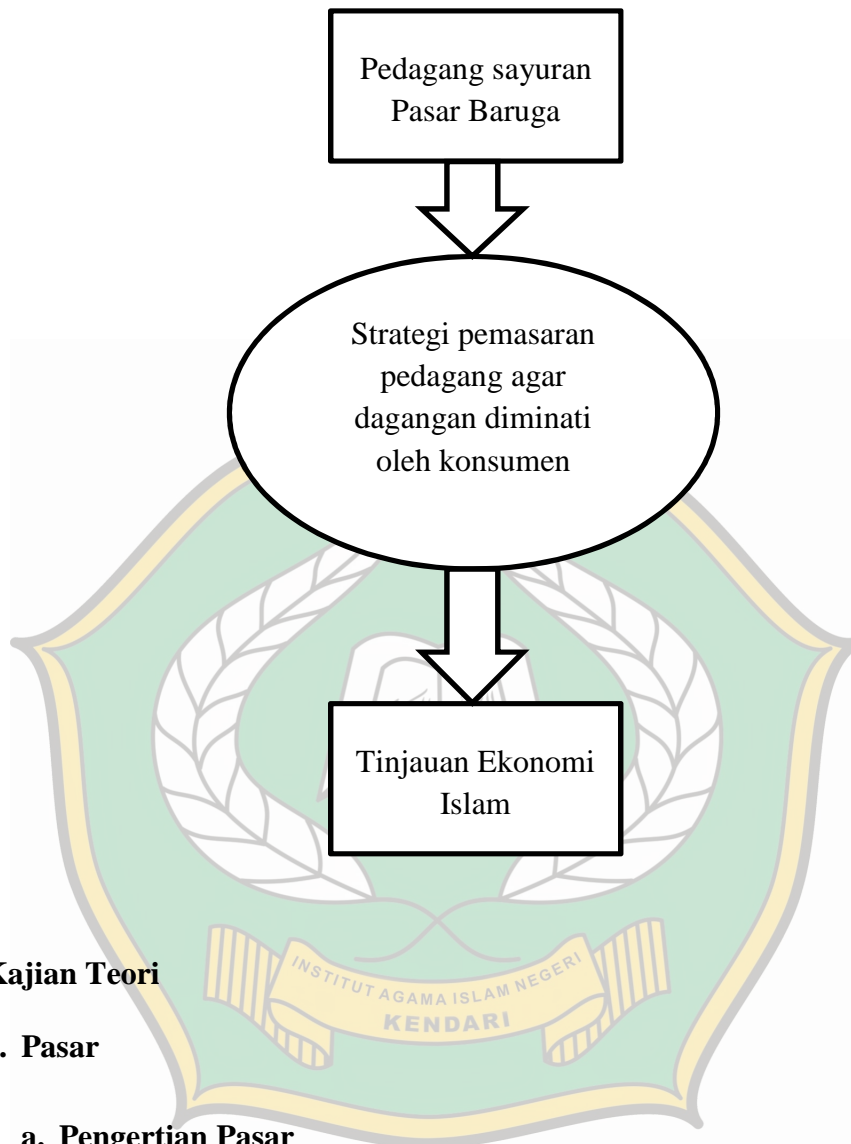 Pedagang sayuran
Pasar Baruga
Strategi pemasaran
pedagang agar
dagangan diminati
oleh konsumen
Tinjauan Ekonomi
Islam
INSTITUT AGAMA ISLAM NEGERI
KENDARI
Kajian Teori
. Pasar
a. Pengertian Pasar